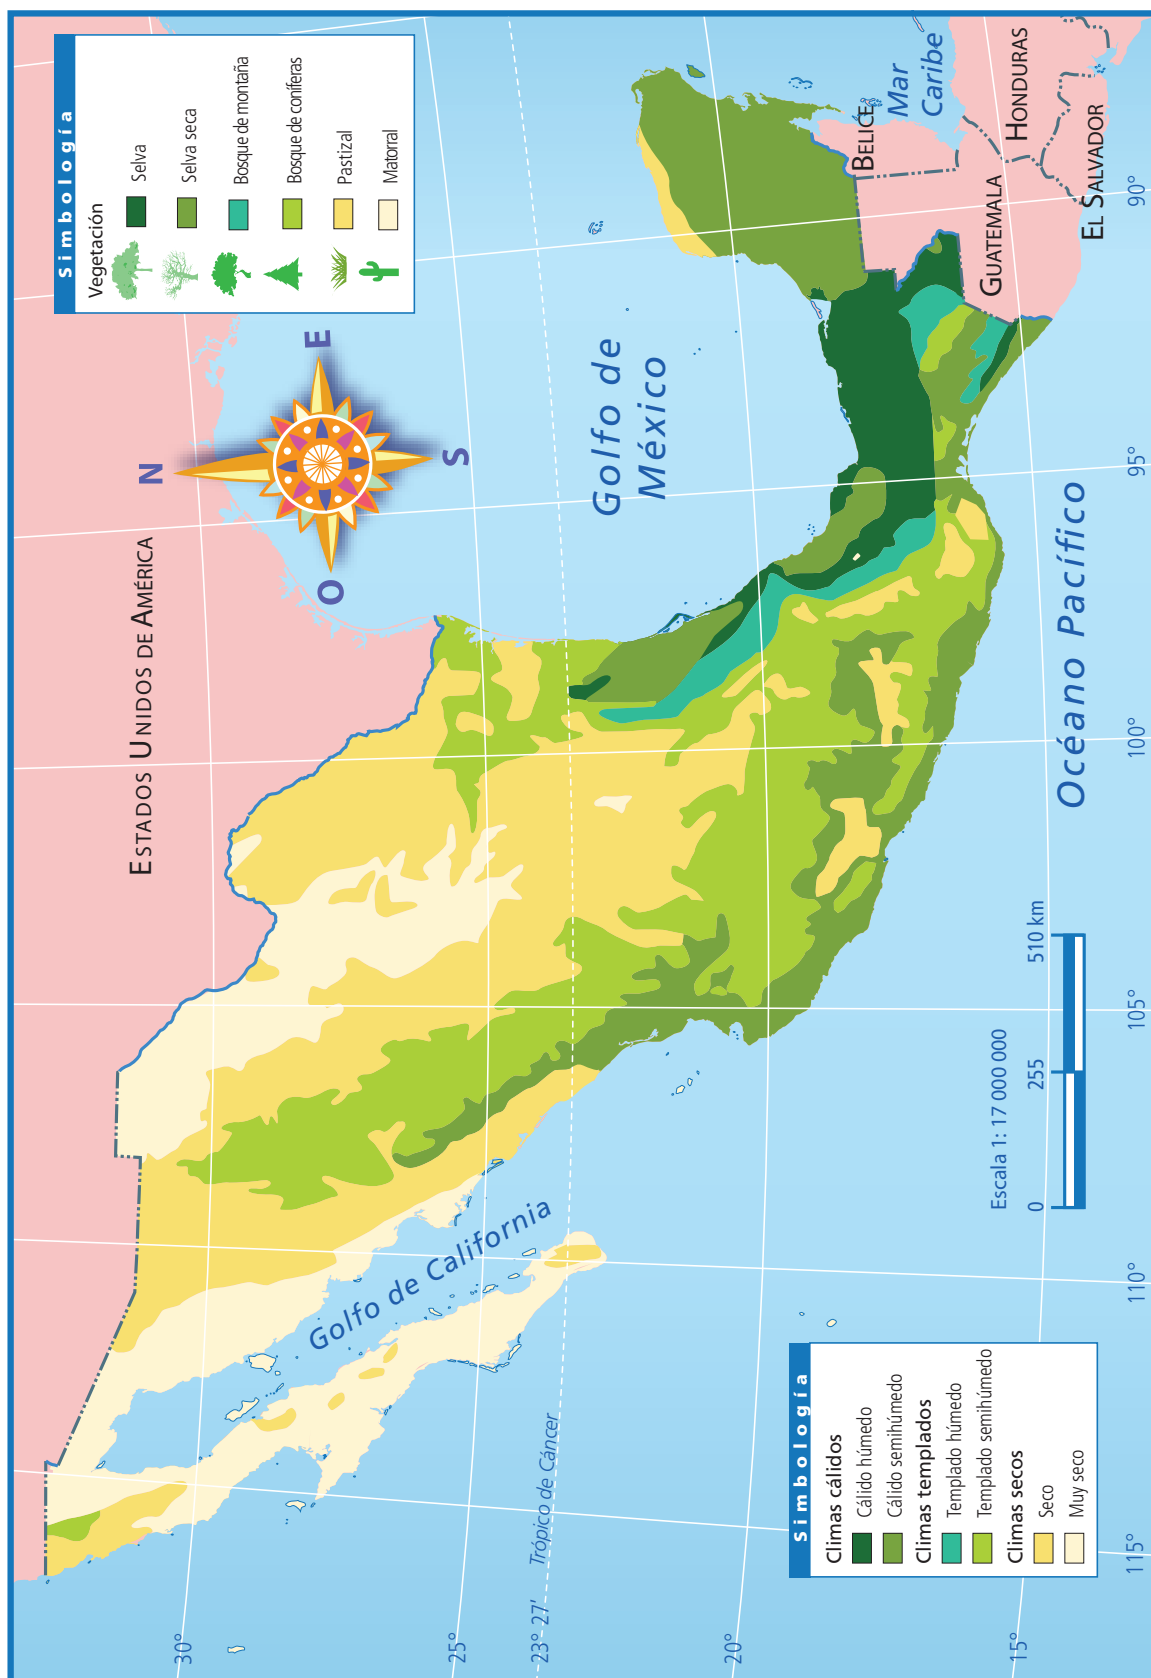 Simbología
Vegetación
Selva
Selva seca
Bosque de montaña
Bosque de coníferas
Pastizal
Matorral
N
E
S
O
ESTADOS UNIDOS DE AMÉRICA
Golfo de
México
Golfo de California
Mar
Caribe
BELICE
GUATEMALA
HONDURAS
EL SALVADOR
Océano Pacífico
Trópico de Cáncer
30°
25°
23° 27'
20°
15°
115°
110°
105°
100°
95°
90°
Escala 1: 17 000 000
0 255 510 km
Simbología
Climas cálidos
Cálido húmedo
Cálido semihúmedo
Climas templados
Templado húmedo
Templado semihúmedo
Climas secos
Seco
Muy seco